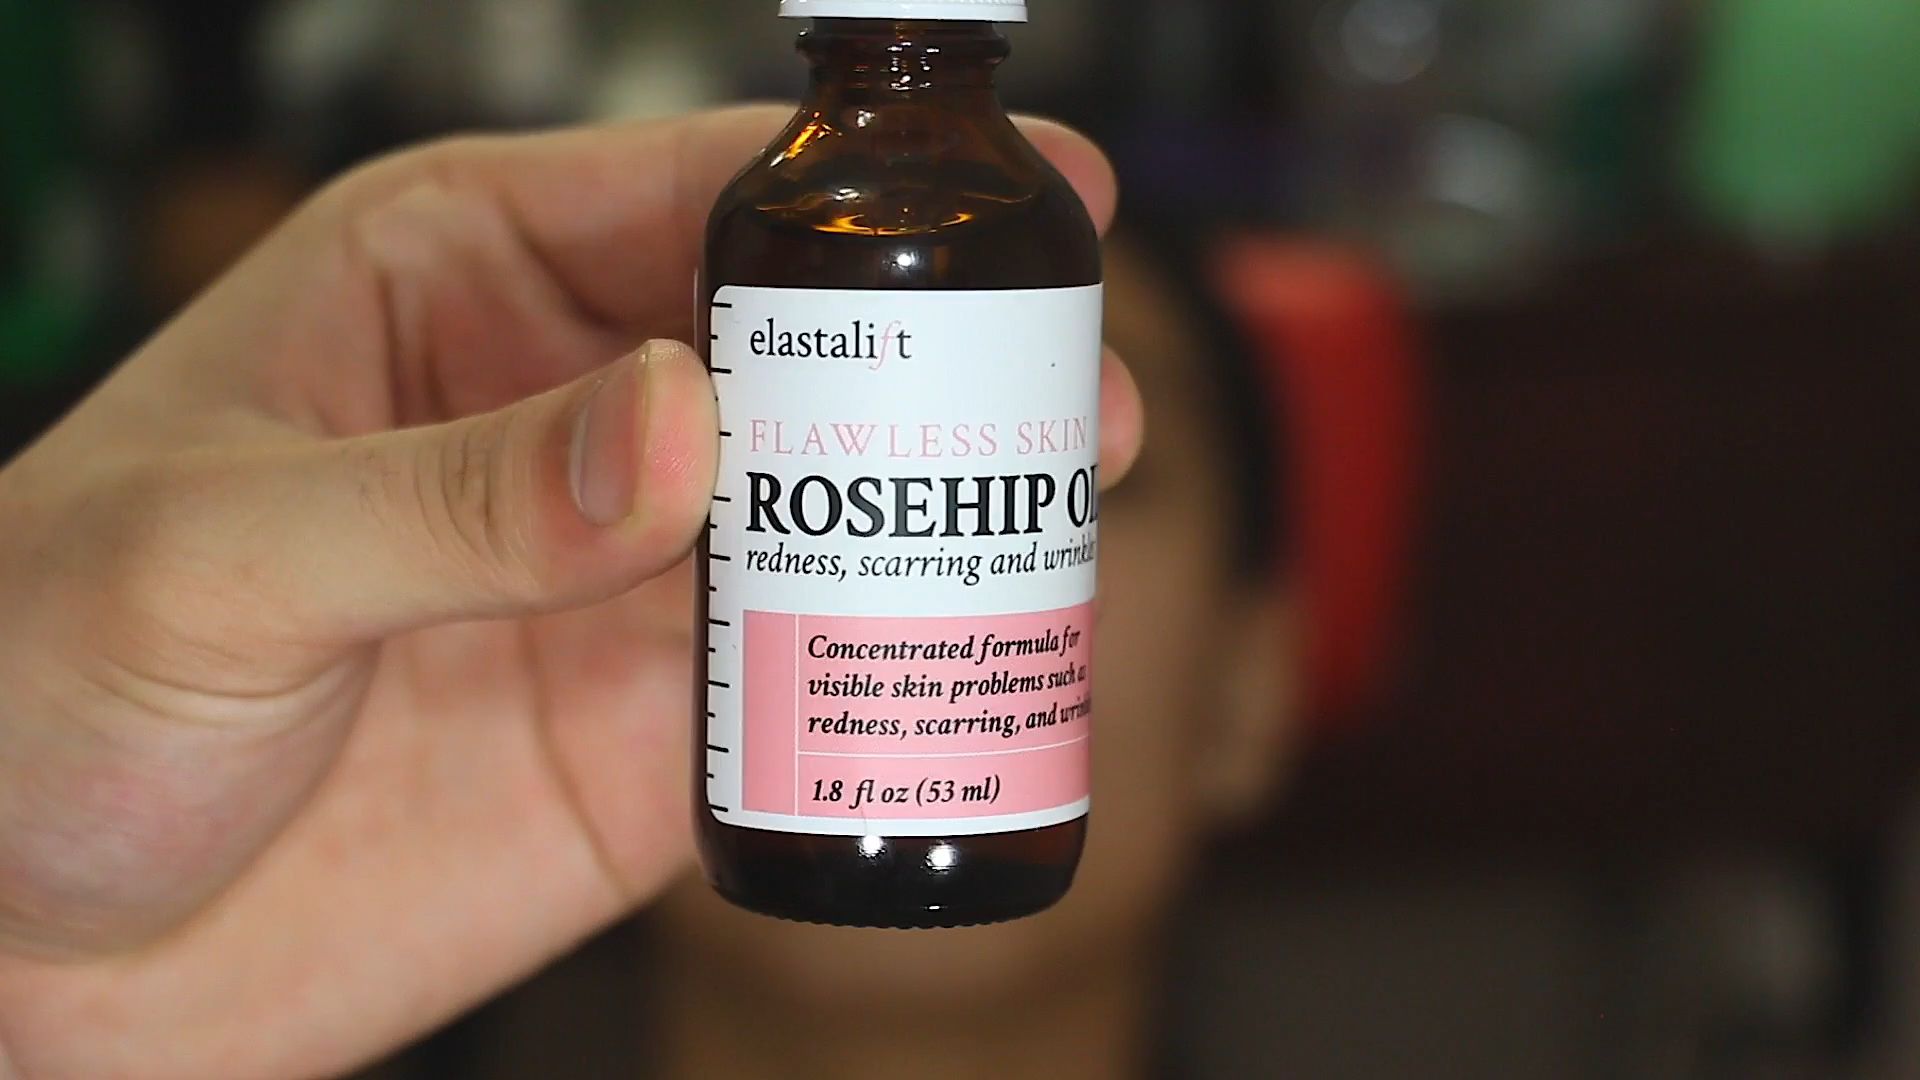 elastalift
FLAWLESS SKIN
ROSEHIP
redness, scarring and
Concentrated formula for
visible skin problems such as
redness, scarring, and
1.8 fl oz (53 ml)